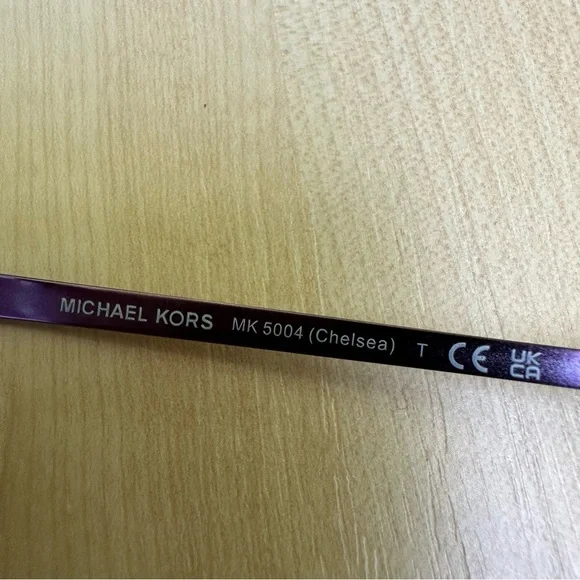 MICHAEL KORS MK 5004 (Chelsea) T CE UK
CA